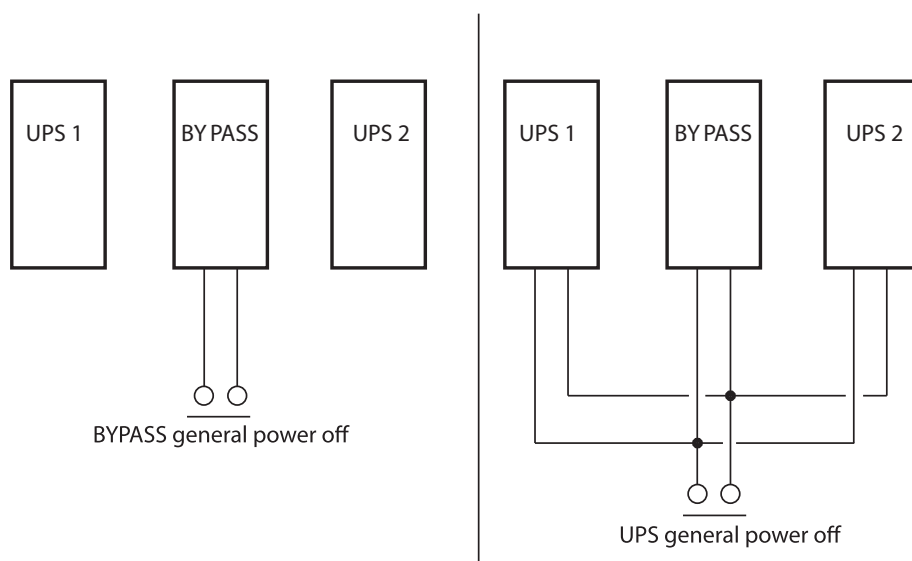 UPS 1
BY PASS
UPS 2
BYPASS general power off
UPS 1
BY PASS
UPS 2
UPS general power off